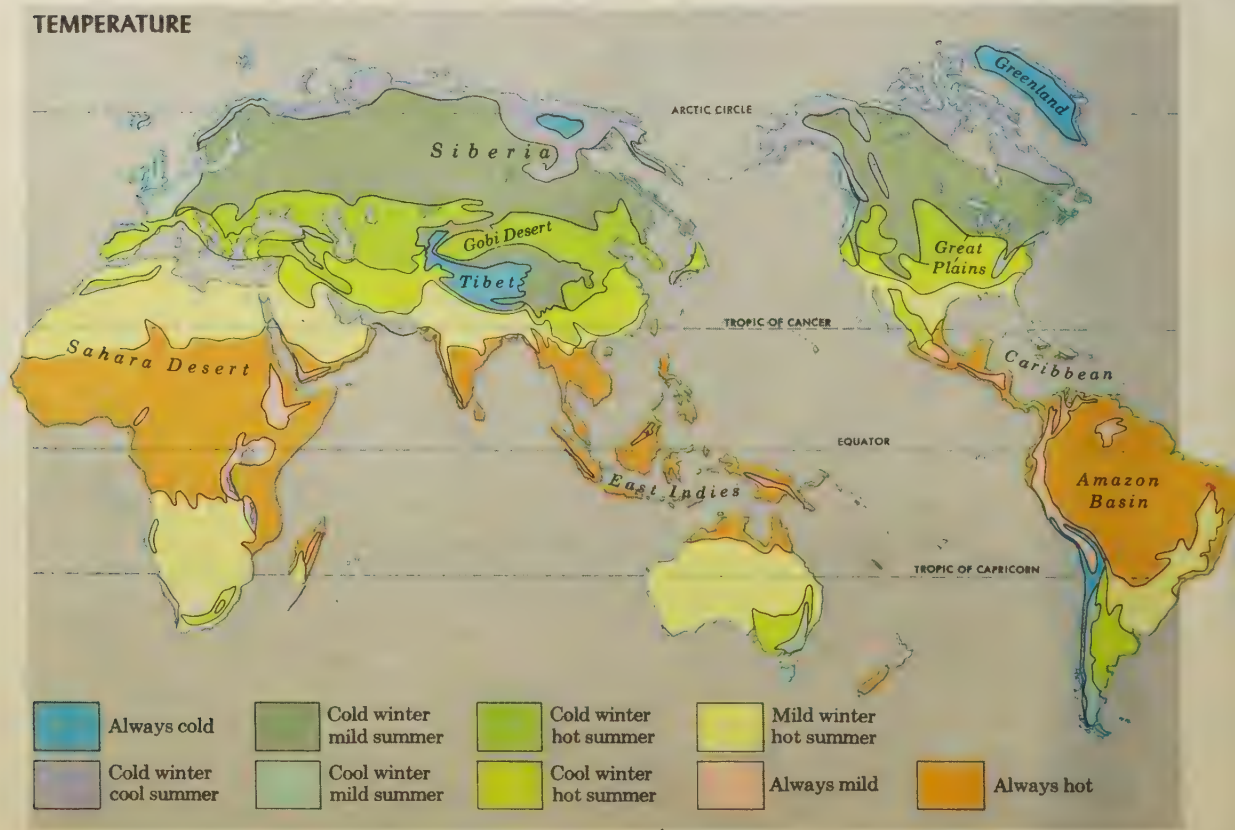 TEMPERATURE
Greenland
ARCTIC CIRCLE
Siberia
Gobi Desert
Great
Plains
Tibet
TROPIC OF CANCER
Sahara Desert
Caribbean
EQUATOR
Amazon
Basin
East Indies
TROPIC OF CAPRICORN
Always cold
Cold winter
mild summer
Cold winter
hot summer
Mild winter
hot summer
Cold winter
cool summer
Cool winter
mild summer
Cool winter
hot summer
Always mild
Always hot